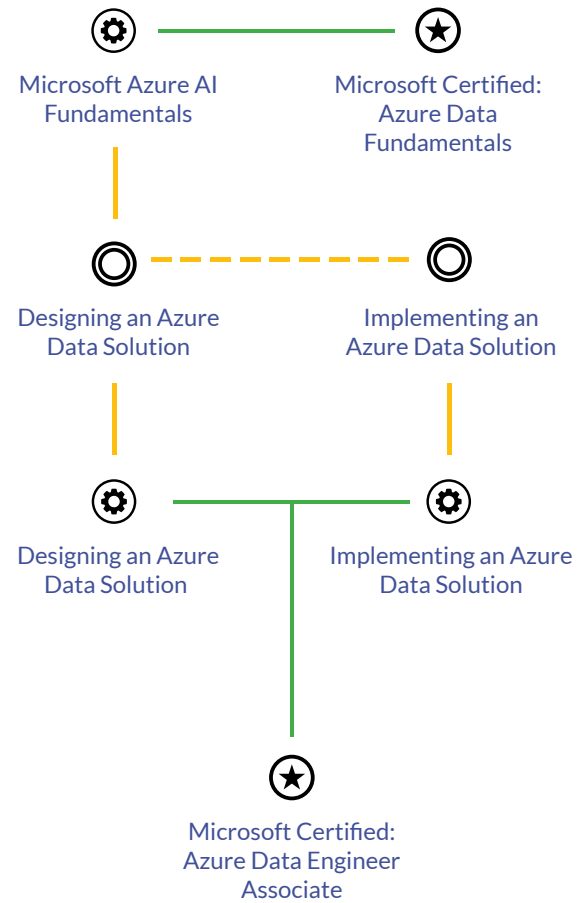 Microsoft Azure AI
Fundamentals
Microsoft Certified:
Azure Data
Fundamentals
Designing an Azure
Data Solution
Implementing an
Azure Data Solution
Designing an Azure
Data Solution
Implementing an Azure
Data Solution
Microsoft Certified:
Azure Data Engineer
Associate